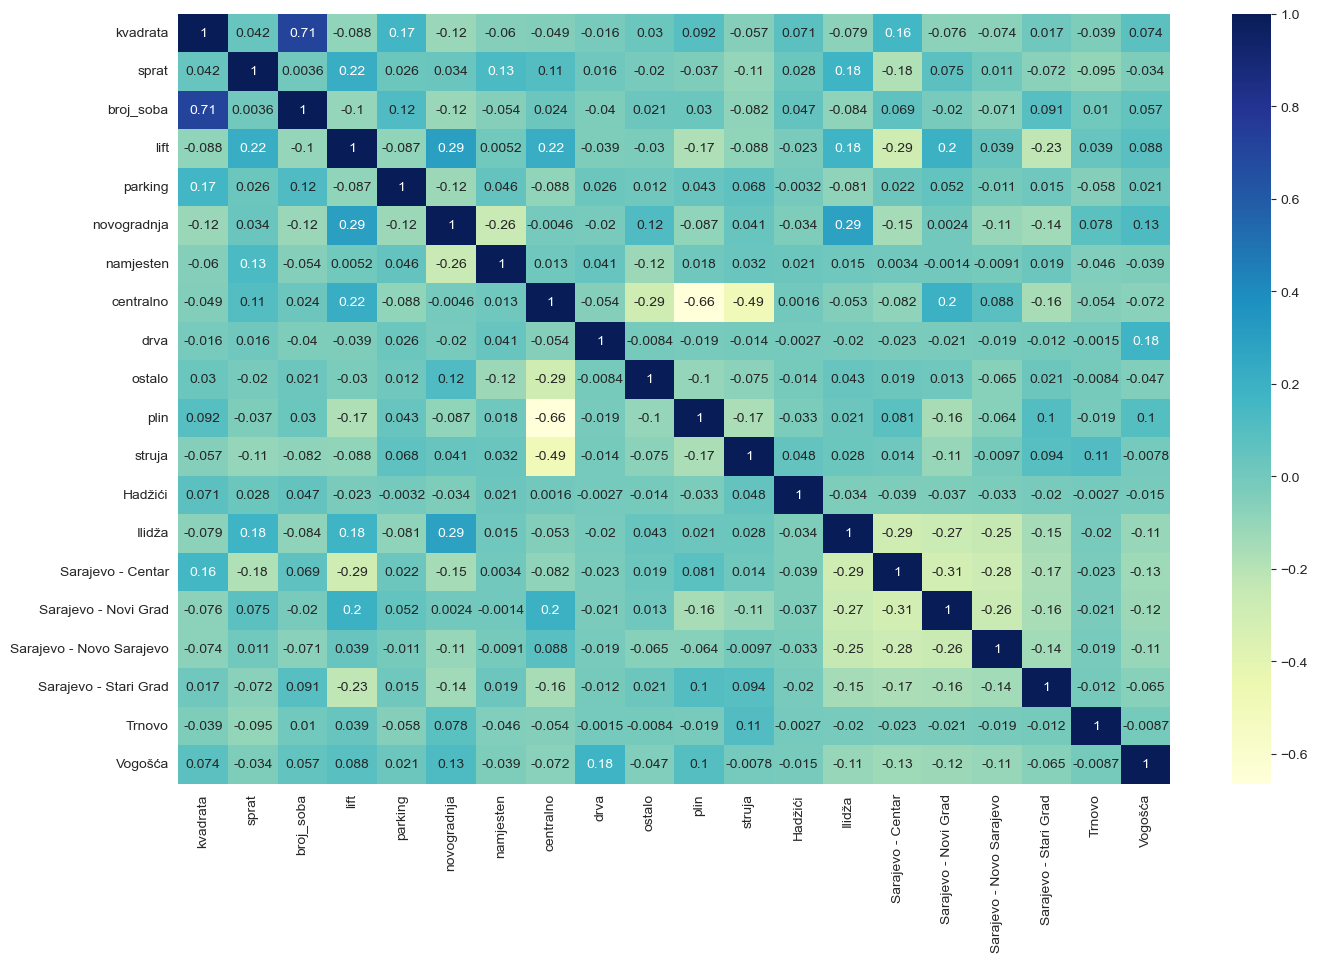 kvadrata 1 0.042 0.71 -0.088 0.17 -0.12 -0.06 -0.049 -0.016 0.03 0.092 -0.057 0.071 -0.079 0.16 -0.076 -0.074 0.017 -0.039 0.074
sprat 0.042 1 0.0036 0.22 0.026 0.034 0.13 0.11 0.016 -0.02 -0.037 -0.11 0.028 0.18 -0.18 0.075 0.011 -0.072 -0.095 -0.034
broj_soba 0.71 0.0036 1 -0.1 0.12 -0.12 -0.054 0.024 -0.04 0.021 0.03 -0.082 0.047 -0.084 0.069 -0.02 -0.071 0.091 0.01 0.057
lift -0.088 0.22 -0.1 1 -0.087 0.29 0.0052 0.22 -0.039 -0.03 -0.17 -0.088 -0.023 0.18 -0.29 0.2 0.039 -0.23 0.039 0.088
parking 0.17 0.026 0.12 -0.087 1 -0.12 0.046 -0.088 0.026 0.012 0.043 0.068 -0.0032 -0.081 0.022 0.052 -0.011 0.015 -0.058 0.021
novogradnja -0.12 0.034 -0.12 0.29 -0.12 1 -0.26 -0.0046 -0.02 0.12 -0.087 0.041 -0.034 0.29 -0.15 0.0024 -0.11 -0.14 0.078 0.13
namjesten -0.06 0.13 -0.054 0.0052 0.046 -0.26 1 0.013 0.041 -0.12 0.018 0.032 0.021 0.015 0.0034 -0.0014 -0.0091 0.019 -0.046 -0.039
centralno -0.049 0.11 0.024 0.22 -0.088 -0.0046 0.013 1 -0.054 -0.29 -0.66 -0.49 0.0016 -0.053 -0.082 0.2 0.088 -0.16 -0.054 -0.072
drva -0.016 0.016 -0.04 -0.039 0.026 -0.02 0.041 -0.054 1 -0.0084 -0.019 -0.014 -0.0027 -0.02 -0.023 -0.021 -0.019 -0.012 -0.0015 0.18
ostalo 0.03 -0.02 0.021 -0.03 0.012 0.12 -0.12 -0.29 -0.0084 1 -0.1 -0.075 -0.014 0.043 0.019 0.013 -0.065 0.021 -0.0084 -0.047
plin 0.092 -0.037 0.03 -0.17 0.043 -0.087 0.018 -0.66 -0.019 -0.1 1 -0.17 -0.033 0.021 0.081 -0.16 -0.064 0.1 -0.019 0.1
struja -0.057 -0.11 -0.082 -0.088 0.068 0.041 0.032 -0.49 -0.014 -0.075 -0.17 1 0.048 0.028 0.014 -0.11 -0.0097 0.094 0.11 -0.0078
Hadžići 0.071 0.028 0.047 -0.023 -0.0032 -0.034 0.021 0.0016 -0.0027 -0.014 -0.033 0.048 1 -0.034 -0.039 -0.037 -0.033 -0.02 -0.0027 -0.015
Ilidža -0.079 0.18 -0.084 0.18 -0.081 0.29 0.015 -0.053 -0.02 0.043 0.021 0.028 -0.034 1 -0.29 -0.27 -0.25 -0.15 -0.02 -0.11
Sarajevo - Centar 0.16 -0.18 0.069 -0.29 0.022 -0.15 0.0034 -0.082 -0.023 0.019 0.081 0.014 -0.039 -0.29 1 -0.31 -0.28 -0.17 -0.023 -0.13
Sarajevo - Novi Grad -0.076 0.075 -0.02 0.2 0.052 0.0024 -0.0014 0.2 -0.021 0.013 -0.16 -0.11 -0.037 -0.27 -0.31 1 -0.26 -0.16 -0.021 -0.12
Sarajevo - Novo Sarajevo -0.074 0.011 -0.071 0.039 -0.011 -0.11 -0.0091 0.088 -0.019 -0.065 -0.064 -0.0097 -0.033 -0.25 -0.28 -0.26 1 -0.14 -0.019 -0.11
Sarajevo - Stari Grad 0.017 -0.072 0.091 -0.23 0.015 -0.14 0.019 -0.16 -0.012 0.021 0.1 0.094 -0.02 -0.15 -0.17 -0.16 -0.14 1 -0.012 -0.065
Trnovo -0.039 -0.095 0.01 0.039 -0.058 0.078 -0.046 -0.054 -0.0015 -0.0084 -0.019 0.11 -0.0027 -0.02 -0.023 -0.021 -0.019 -0.012 1 -0.0087
Vogošća 0.074 -0.034 0.057 0.088 0.021 0.13 -0.039 -0.072 0.18 -0.047 0.1 -0.0078 -0.015 -0.11 -0.13 -0.12 -0.11 -0.065 -0.0087 1
kvadrata
sprat
broj_soba
lift
parking
novogradnja
namjesten
centralno
drva
ostalo
plin
struja
Hadžići
Ilidža
Sarajevo - Centar
Sarajevo - Novi Grad
Sarajevo - Novo Sarajevo
Sarajevo - Stari Grad
Trnovo
Vogošća
1.0
0.8
0.6
0.4
0.2
0.0
−0.2
−0.4
−0.6